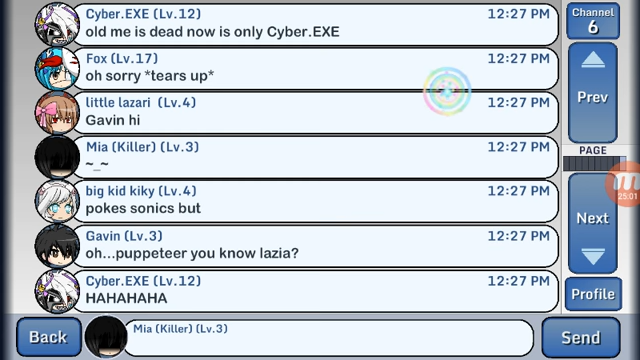 Cyber.EXE (Lv.12) 12:27 PM
old me is dead now is only Cyber.EXE
Fox (Lv.17) 12:27 PM
oh sorry *tears up*
little lazari (Lv.4) 12:27 PM
Gavin hi
Mia (Killer) (Lv.3) 12:27 PM
~_~
big kid kiky (Lv.4) 12:27 PM
pokes sonics but
Gavin (Lv.3) 12:27 PM
oh...puppeteer you know lazia?
Cyber.EXE (Lv.12) 12:27 PM
HAHAHAHA
Channel
6
Prev
PAGE
25:01
Next
Profile
Back
Mia (Killer) (Lv.3)
Send